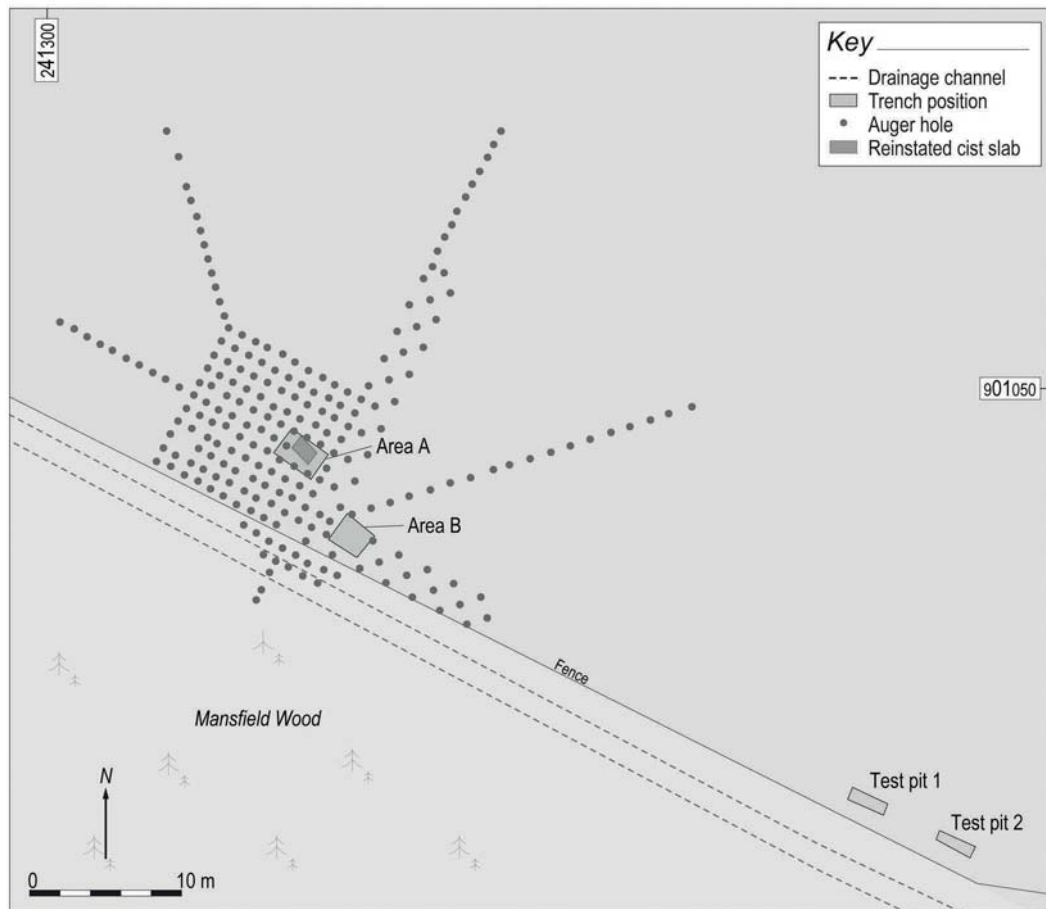 241300
Key
Drainage channel
Trench position
Auger hole
Reinstated cist slab
901050
Area A
Area B
Fence
Mansfield Wood
N
Test pit 1
Test pit 2
0 10 m